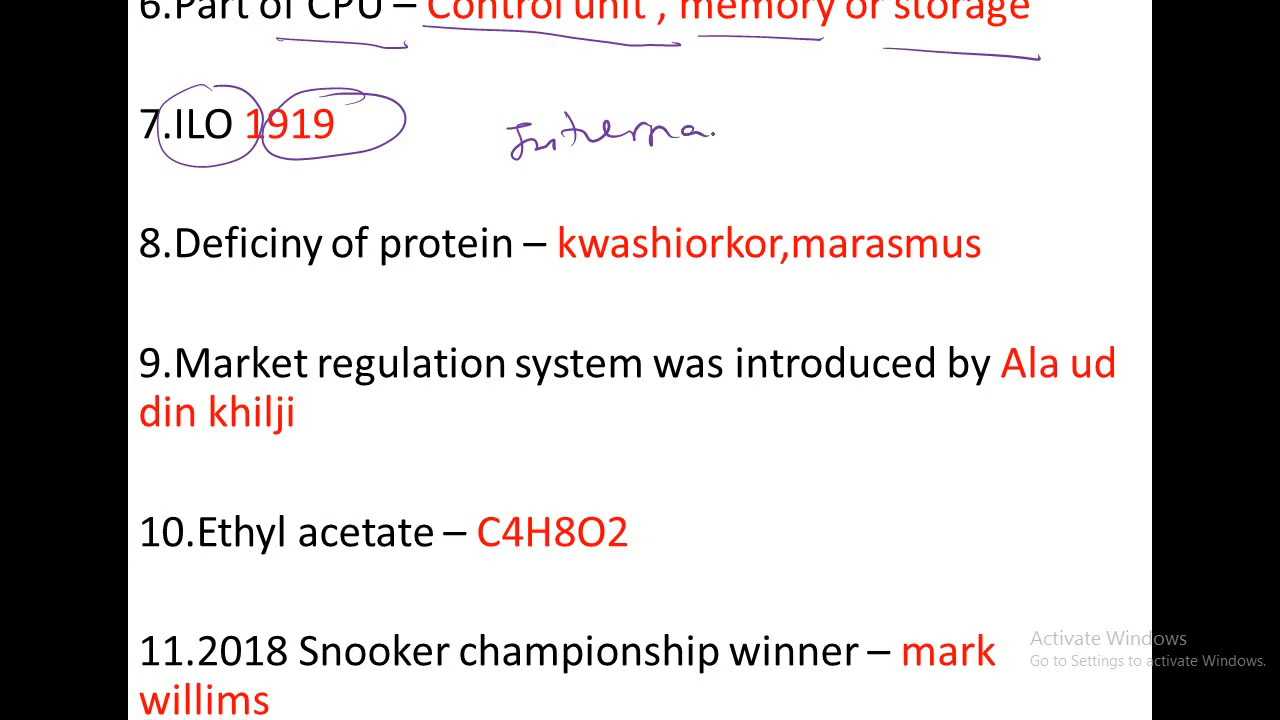 6.Part of CPU – Control unit , memory or storage
7.ILO 1919
Interna.
8.Deficiny of protein – kwashiorkor,marasmus
9.Market regulation system was introduced by Ala ud
din khilji
10.Ethyl acetate – C4H8O2
11.2018 Snooker championship winner – mark
willims
Activate Windows
Go to Settings to activate Windows.